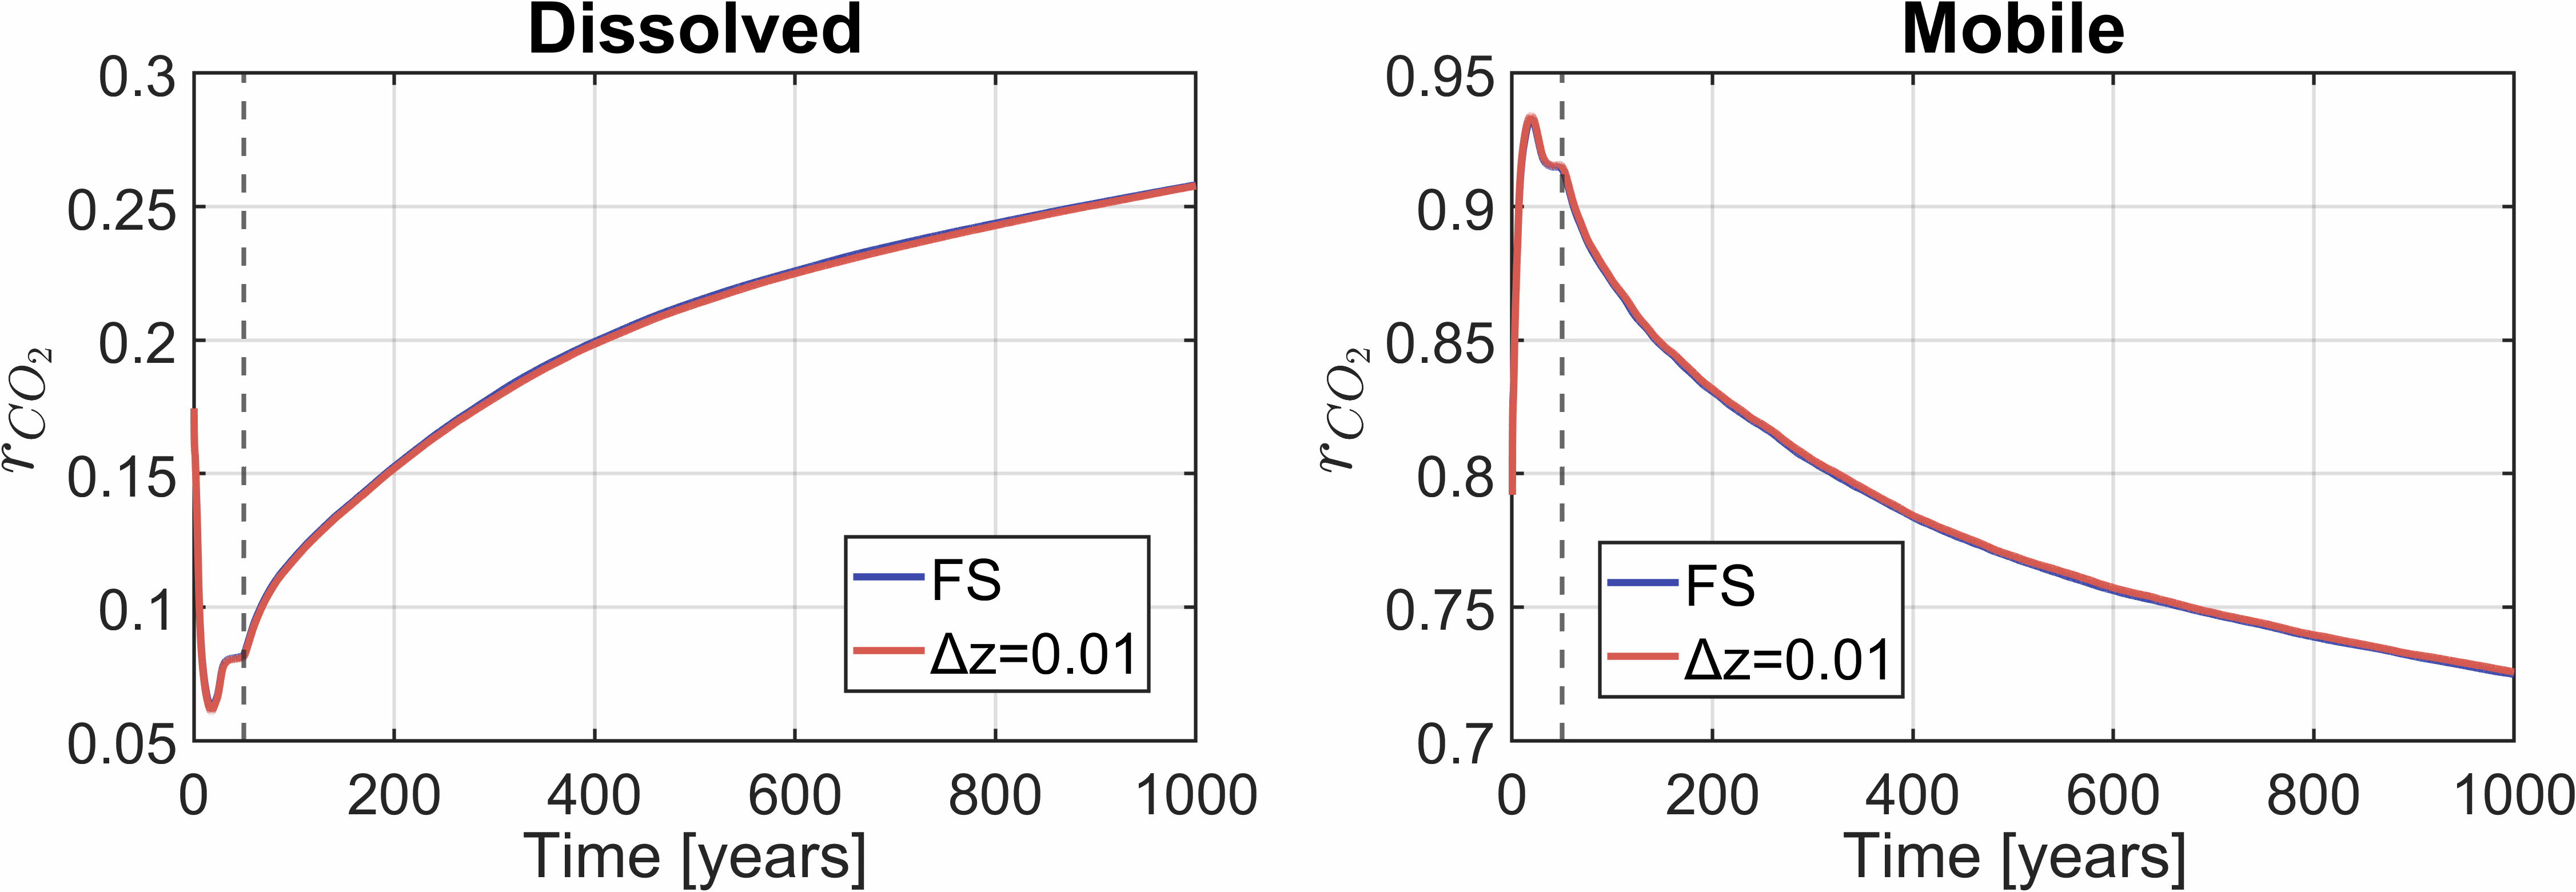 Dissolved
0.3
0.25
0.2
0.15
0.1
0.05
r_{CO_2}
0 200 400 600 800 1000
Time [years]
FS
Δz=0.01
Mobile
0.95
0.9
0.85
0.8
0.75
0.7
r_{CO_2}
0 200 400 600 800 1000
Time [years]
FS
Δz=0.01